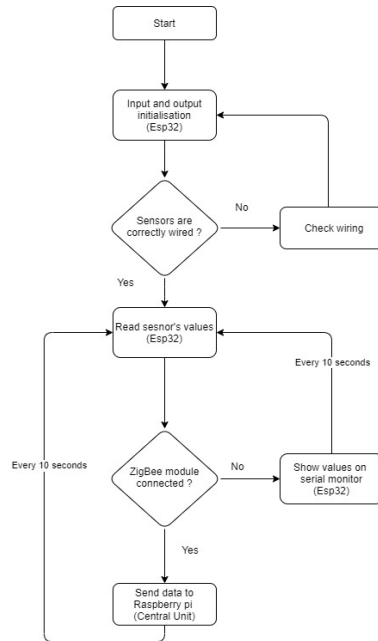 Start
Input and output
initialisation
(Esp32)
Sensors are
correctly wired ?
No
Check wiring
Yes
Read sesnor's values
(Esp32)
Every 10 seconds
Every 10 seconds
ZigBee module
connected ?
No
Show values on
serial monitor
(Esp32)
Yes
Send data to
Raspberry pi
(Central Unit)